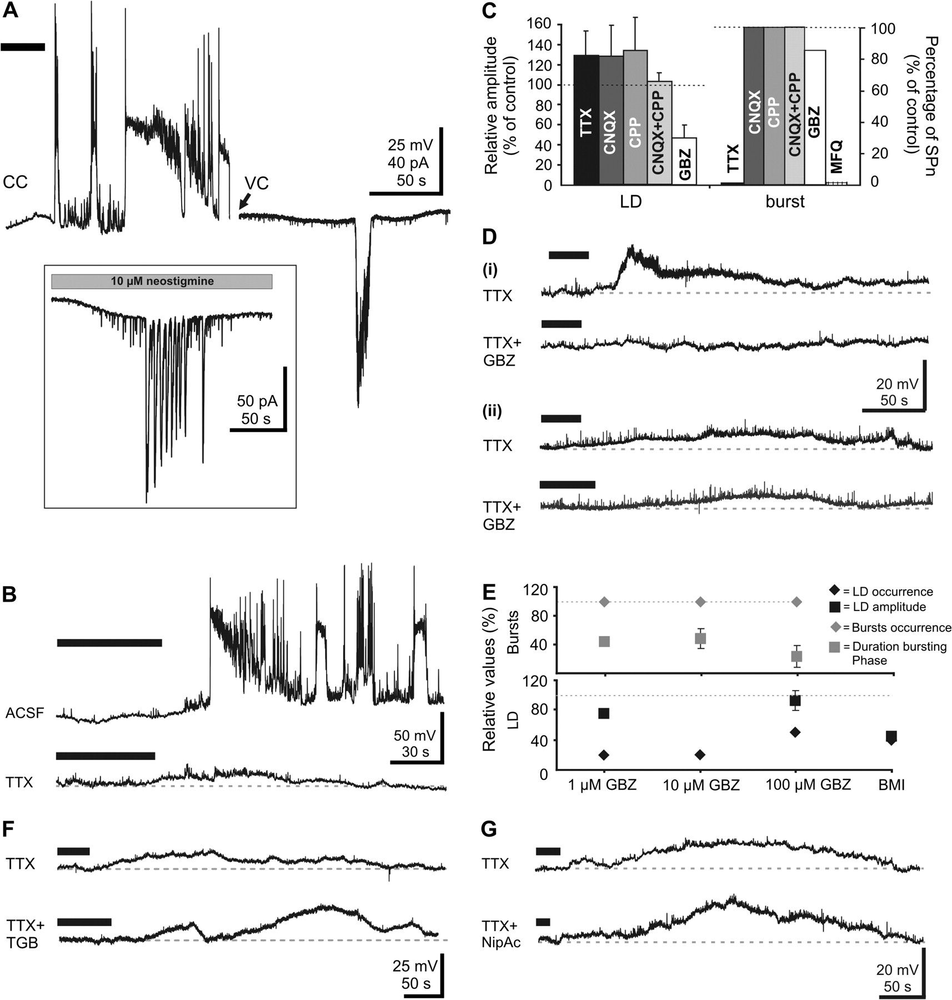 A
CC
VC
25 mV
40 pA
50 s
10 µM neostigmine
50 pA
50 s
B
ACSF
50 mV
30 s
TTX
C
Relative amplitude
(% of control)
160
140
120
100
80
60
40
20
0
TTX
CNQX
CPP
CNQX+CPP
GBZ
LD
TTX
CNQX
CPP
CNQX+CPP
GBZ
MFQ
burst
100
80
60
40
20
0
Percentage of SPn
(% of control)
D
(i)
TTX
TTX+
GBZ
20 mV
50 s
(ii)
TTX
TTX+
GBZ
E
Relative values (%)
Bursts
120
80
40
LD
120
80
40
0
1 µM GBZ
10 µM GBZ
100 µM GBZ
BMI
= LD occurrence
= LD amplitude
= Bursts occurrence
= Duration bursting
Phase
F
TTX
TTX+
TGB
25 mV
50 s
G
TTX
TTX+
NipAc
20 mV
50 s